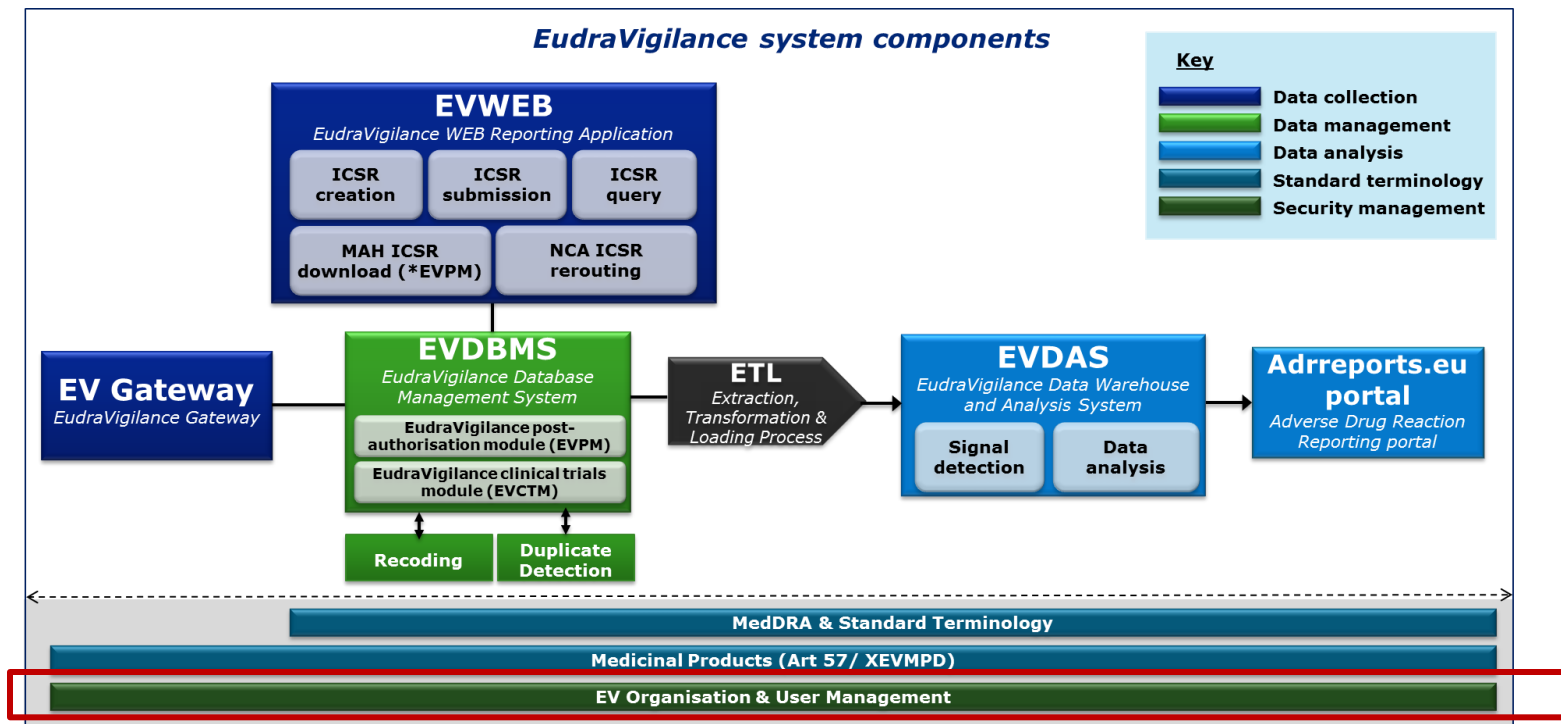 EudraVigilance system components
Key
Data collection
Data management
Data analysis
Standard terminology
Security management
EVWEB
EudraVigilance WEB Reporting Application
ICSR
creation
ICSR
submission
ICSR
query
MAH ICSR
download (*EVPM)
NCA ICSR
rerouting
EV Gateway
EudraVigilance Gateway
EVDBMS
EudraVigilance Database
Management System
EudraVigilance post-
authorisation module (EVPM)
EudraVigilance clinical trials
module (EVCTM)
Recoding
Duplicate
Detection
ETL
Extraction,
Transformation &
Loading Process
EVDAS
EudraVigilance Data Warehouse
and Analysis System
Signal
detection
Data
analysis
Adrreports.eu
portal
Adverse Drug Reaction
Reporting portal
MedDRA & Standard Terminology
Medicinal Products (Art 57/ XEVMPD)
EV Organisation & User Management